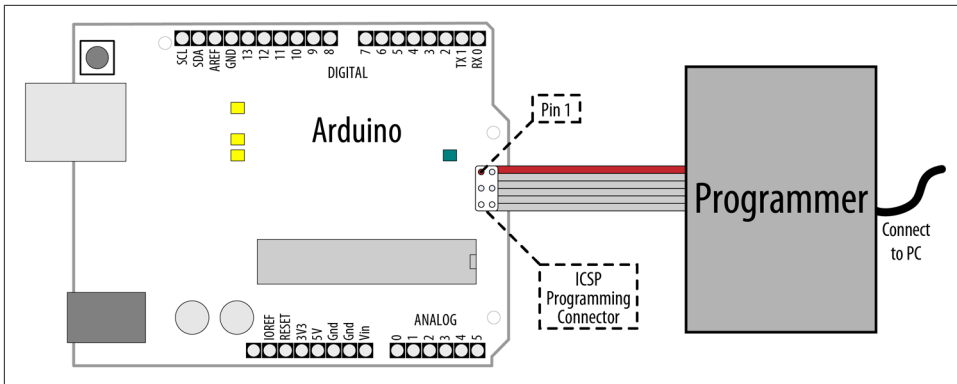 SCL
SDA
AREF
GND
13
12
11
10
9
8
7
6
5
4
3
2
TX 1
RX 0
DIGITAL
Arduino
Pin 1
Programmer
Connect
to PC
ICSP
Programming
Connector
ANALOG
IOREF
RESET
3V3
5V
Gnd
Gnd
Vin
0
1
2
3
4
5